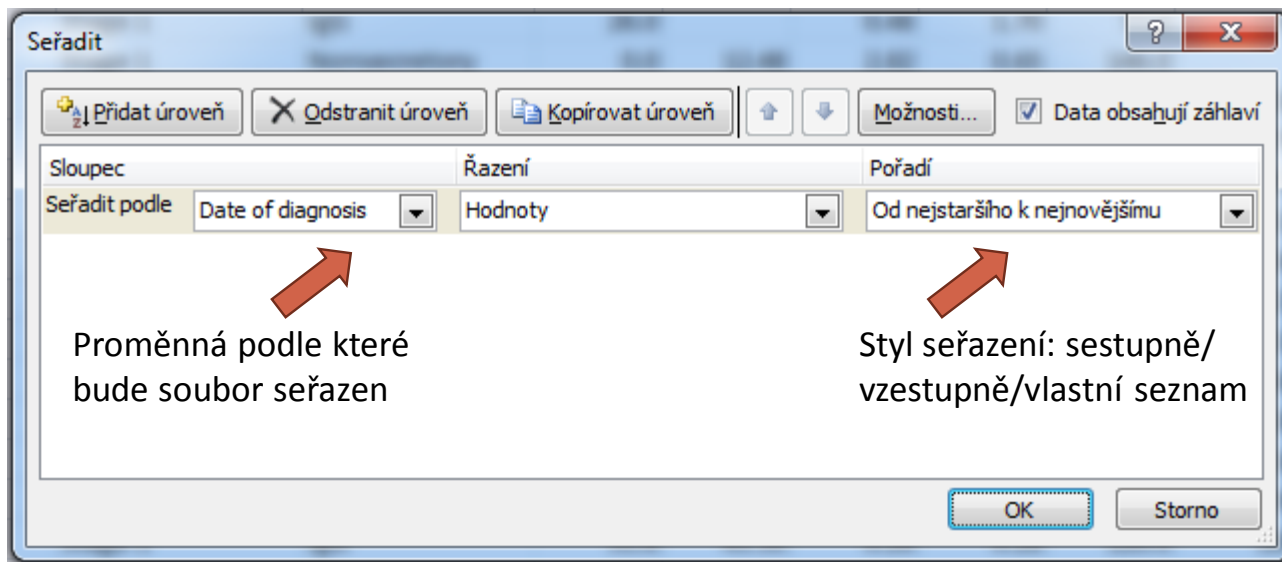 Seřadit
Přidat úroveň Odstranit úroveň Kopírovat úroveň Možnosti... Data obsahují záhlaví
Sloupec Řazení Pořadí
Seřadit podle Date of diagnosis Hodnoty Od nejstaršího k nejnovějšímu
Proměnná podle které
bude soubor seřazen
Styl seřazení: sestupně/
vzestupně/vlastní seznam
OK Storno